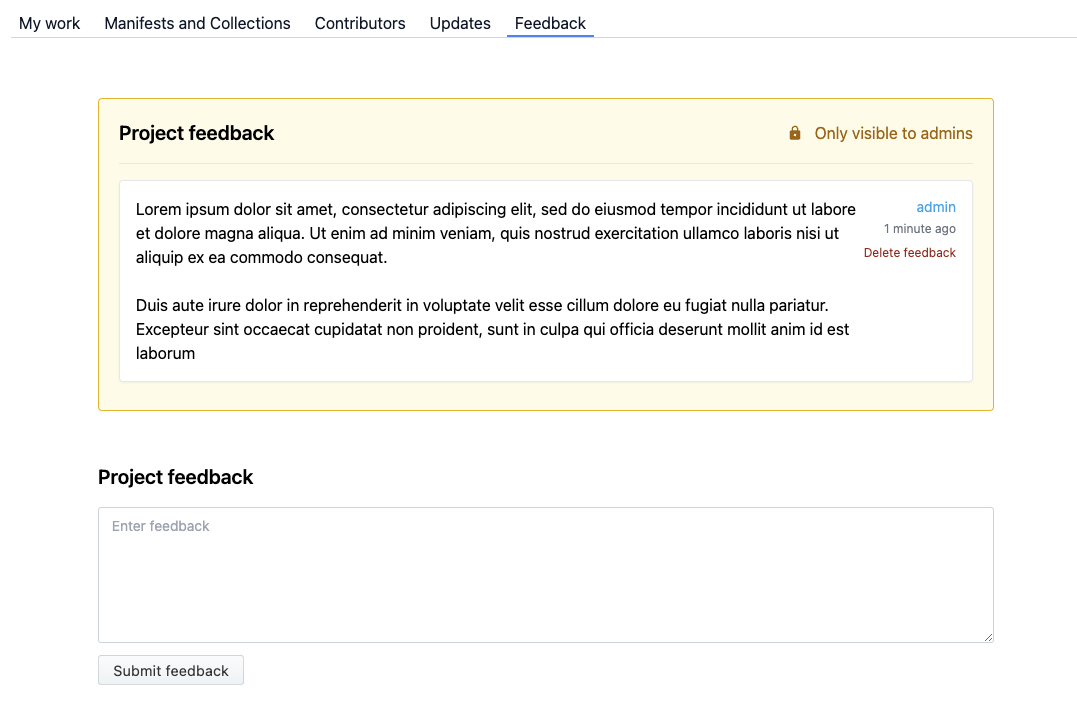 My work Manifests and Collections Contributors Updates Feedback
Project feedback
Only visible to admins
Lorem ipsum dolor sit amet, consectetur adipiscing elit, sed do eiusmod tempor incididunt ut labore
et dolore magna aliqua. Ut enim ad minim veniam, quis nostrud exercitation ullamco laboris nisi ut
aliquip ex ea commodo consequat.
Duis aute irure dolor in reprehenderit in voluptate velit esse cillum dolore eu fugiat nulla pariatur.
Excepteur sint occaecat cupidatat non proident, sunt in culpa qui officia deserunt mollit anim id est
laborum
admin
1 minute ago
Delete feedback
Project feedback
Enter feedback
Submit feedback